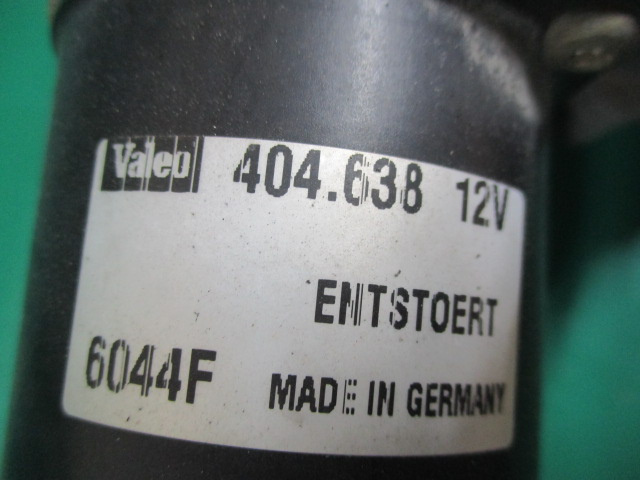 Valeo 404.638 12V
ENTSTOERT
6044F MADE IN GERMANY